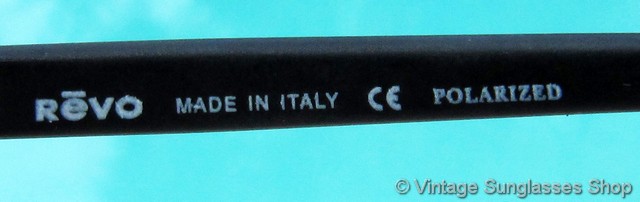 RēVO MADE IN ITALY CE POLARIZED
© Vintage Sunglasses Shop